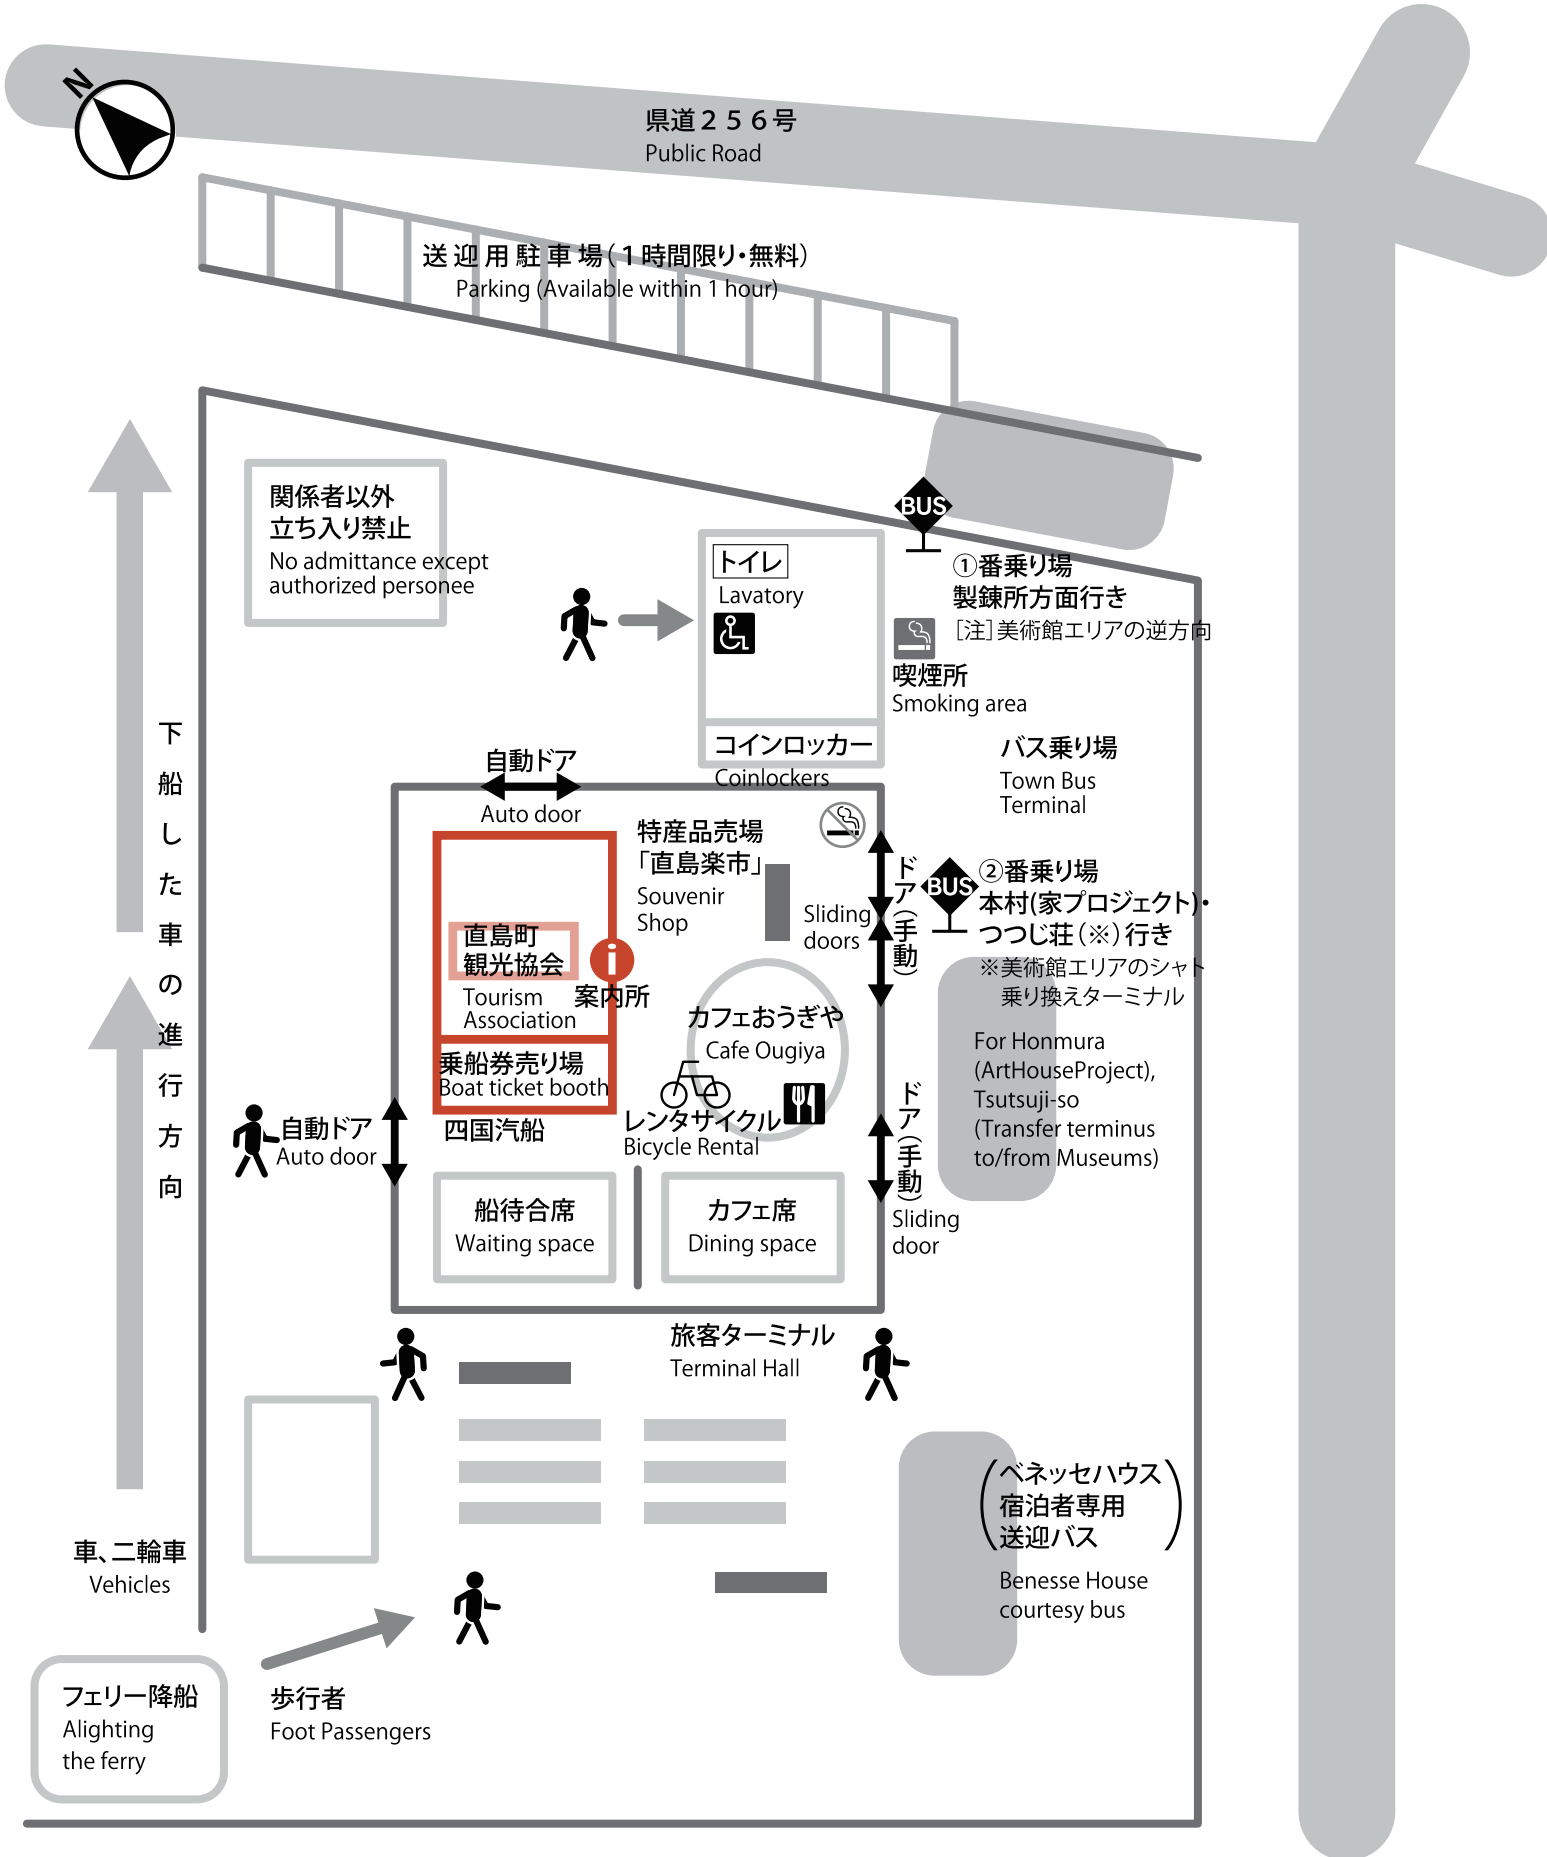 N
県道２５６号
Public Road
送迎用駐車場（１時間限り・無料）
Parking (Available within 1 hour)
関係者以外
立ち入り禁止
No admittance except
authorized personee
トイレ
Lavatory
コインロッカー
Coinlockers
BUS
①番乗り場
製錬所方面行き
［注］美術館エリアの逆方向
喫煙所
Smoking area
バス乗り場
Town Bus
Terminal
下船した車の進行方向
自動ドア
Auto door
特産品売場
「直島楽市」
Souvenir
Shop
Sliding
doors
ドア（手動）
BUS
②番乗り場
本村(家プロジェクト)・
つつじ荘（※）行き
※美術館エリアのシャト
乗り換えターミナル
For Honmura
(ArtHouseProject),
Tsutsuji-so
(Transfer terminus
to/from Museums)
直島町
観光協会
Tourism
Association
i
案内所
乗船券売り場
Boat ticket booth
四国汽船
カフェおうぎや
Cafe Ougiya
レンタサイクル
Bicycle Rental
自動ドア
Auto door
ドア（手動）
Sliding
door
船待合席
Waiting space
カフェ席
Dining space
旅客ターミナル
Terminal Hall
（ベネッセハウス
宿泊者専用
送迎バス）
Benesse House
courtesy bus
車、二輪車
Vehicles
フェリー降船
Alighting
the ferry
歩行者
Foot Passengers